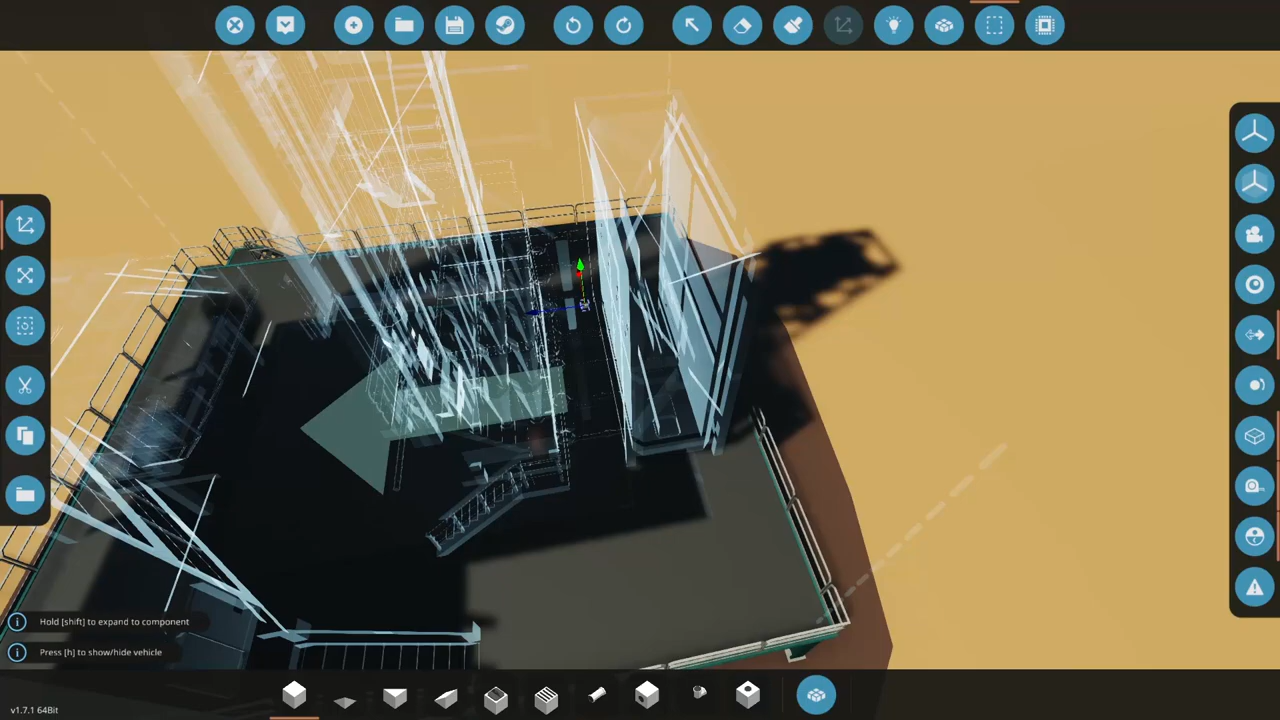 Hold [shift] to expand to component
Press [h] to show/hide vehicle
v1.7.1 64Bit